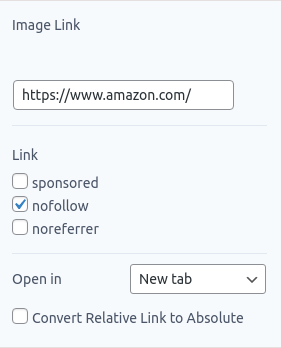 Image Link
https://www.amazon.com/
Link
sponsored
nofollow
noreferrer
Open in New tab
Convert Relative Link to Absolute